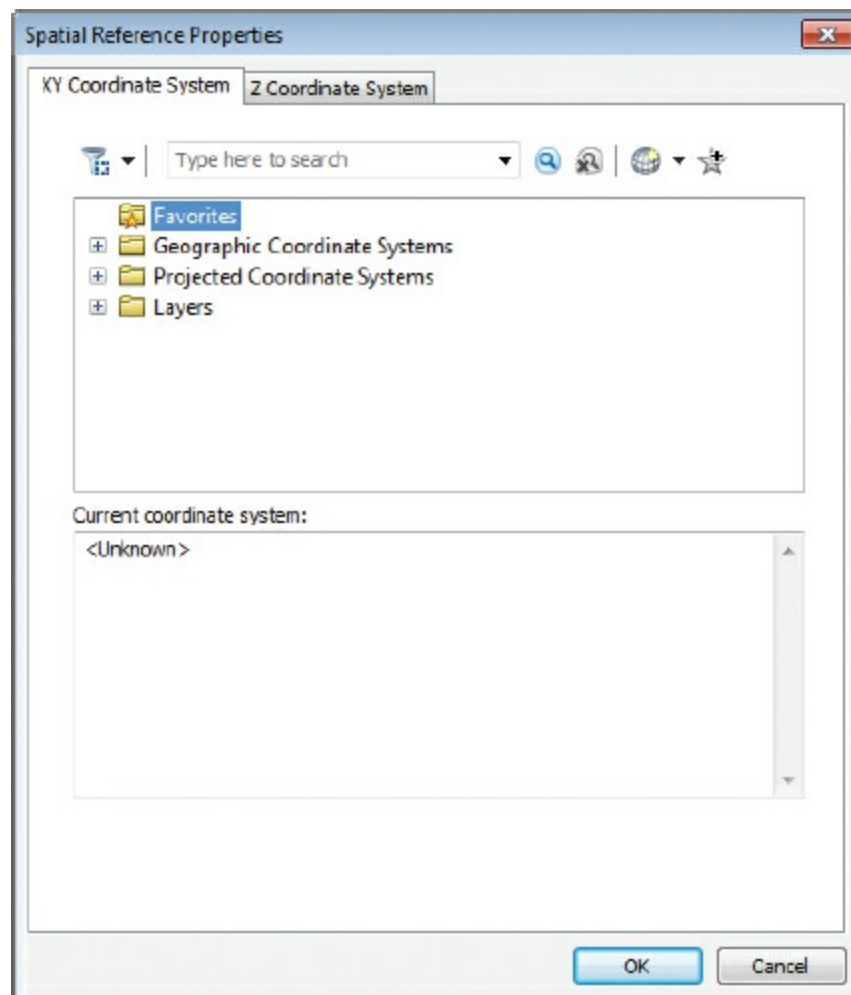 Spatial Reference Properties
XY Coordinate System Z Coordinate System
Type here to search
Favorites
Geographic Coordinate Systems
Projected Coordinate Systems
Layers
Current coordinate system:
<Unknown>
OK Cancel